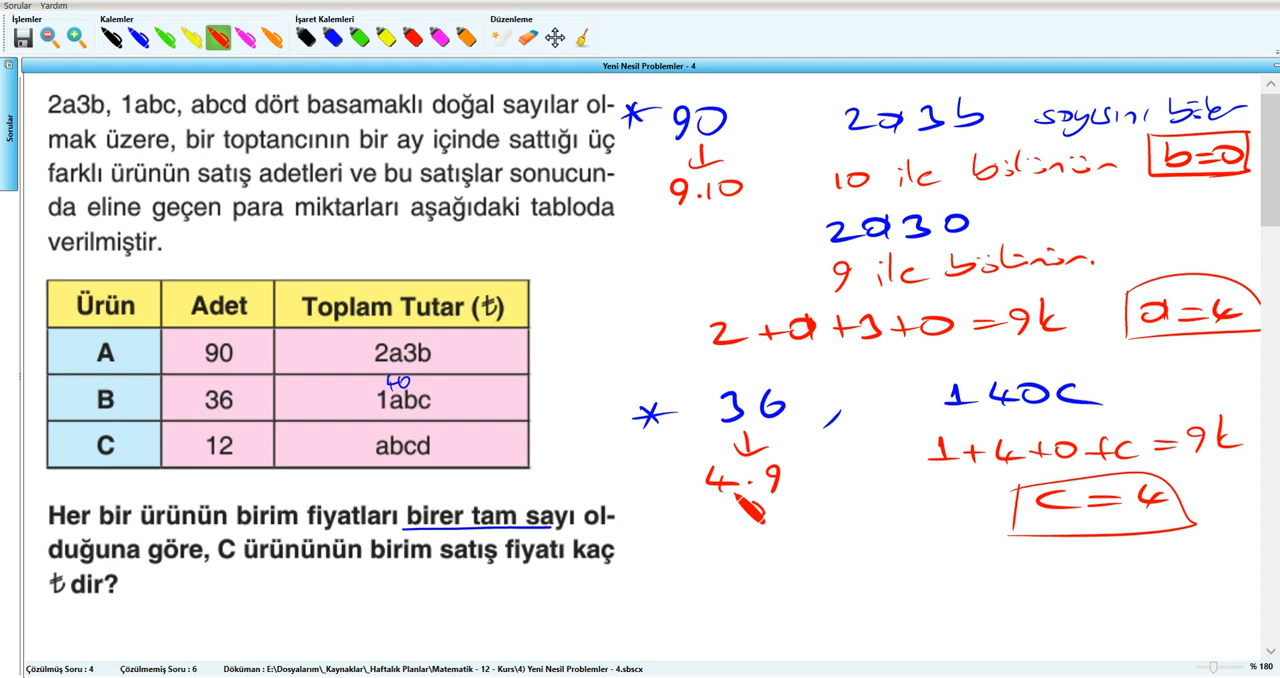 Sorular Yardım
İşlemler Kalemler İşaret Kalemleri Düzenleme
Yeni Nesil Problemler - 4
Sorular
2a3b, 1abc, abcd dört basamaklı doğal sayılar ol-
mak üzere, bir toptancının bir ay içinde sattığı üç
farklı ürünün satış adetleri ve bu satışlar sonucun-
da eline geçen para miktarları aşağıdaki tabloda
verilmiştir.
Ürün Adet Toplam Tutar (₺)
A 90 2a3b
40
B 36 1abc
C 12 abcd
Her bir ürünün birim fiyatları birer tam sayı ol-
duğuna göre, C ürününün birim satış fiyatı kaç
₺ dir?
* 90 2a3b sayısını böler
↓
9.10 10 ile bölünür b=0
2a30
9 ile bölünür.
2+a+3+0=9k a=4
* 36 , 140c
↓
4.9 1+4+0+c=9k
c=4
Çözülmüş Soru : 4 Çözülmemiş Soru : 6 Döküman : E:\Dosyalarım\_Kaynaklar\_Haftalık Planlar\Matematik - 12 - Kurs\4) Yeni Nesil Problemler - 4.sbscx % 180